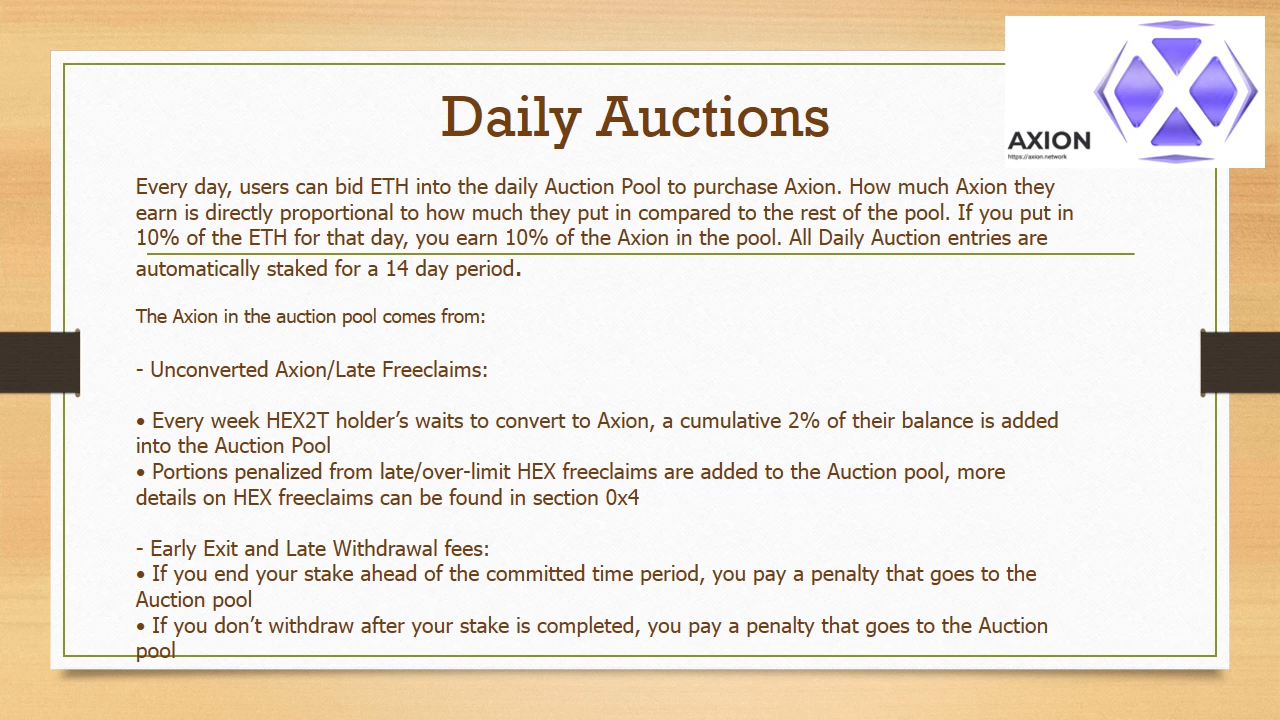 AXION
https://axion.network
Daily Auctions
Every day, users can bid ETH into the daily Auction Pool to purchase Axion. How much Axion they
earn is directly proportional to how much they put in compared to the rest of the pool. If you put in
10% of the ETH for that day, you earn 10% of the Axion in the pool. All Daily Auction entries are
automatically staked for a 14 day period.
The Axion in the auction pool comes from:
- Unconverted Axion/Late Freeclaims:
• Every week HEX2T holder’s waits to convert to Axion, a cumulative 2% of their balance is added
into the Auction Pool
• Portions penalized from late/over-limit HEX freeclaims are added to the Auction pool, more
details on HEX freeclaims can be found in section 0x4
- Early Exit and Late Withdrawal fees:
• If you end your stake ahead of the committed time period, you pay a penalty that goes to the
Auction pool
• If you don’t withdraw after your stake is completed, you pay a penalty that goes to the Auction
pool